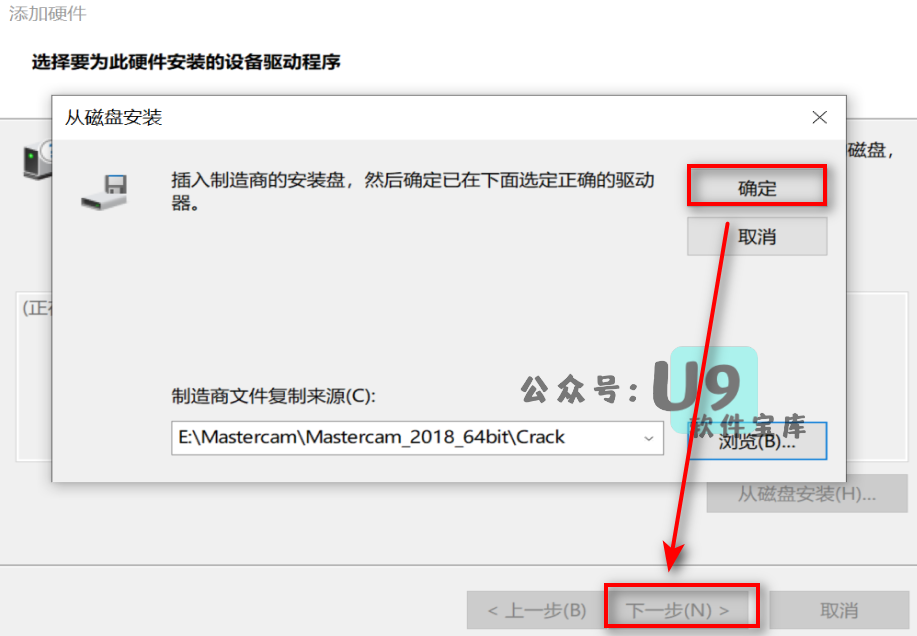 添加硬件
选择要为此硬件安装的设备驱动程序
从磁盘安装
磁盘，
插入制造商的安装盘，然后确定已在下面选定正确的驱动
器。
确定
取消
(正在
公众号：U9
软件宝库
制造商文件复制来源(C):
E:\Mastercam\Mastercam_2018_64bit\Crack
浏览(B)...
从磁盘安装(H)...
< 上一步(B)
下一步(N) >
取消